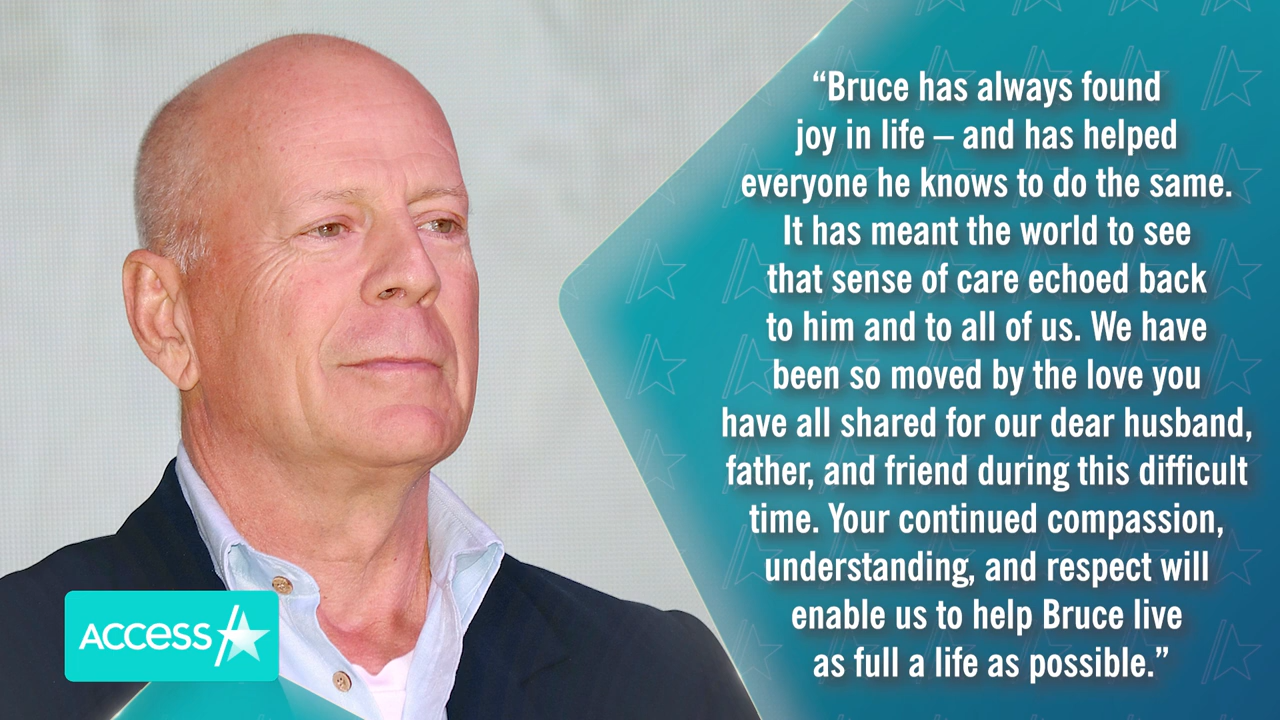 “Bruce has always found
joy in life – and has helped
everyone he knows to do the same.
It has meant the world to see
that sense of care echoed back
to him and to all of us. We have
been so moved by the love you
have all shared for our dear husband,
father, and friend during this difficult
time. Your continued compassion,
understanding, and respect will
enable us to help Bruce live
as full a life as possible.”
ACCESS